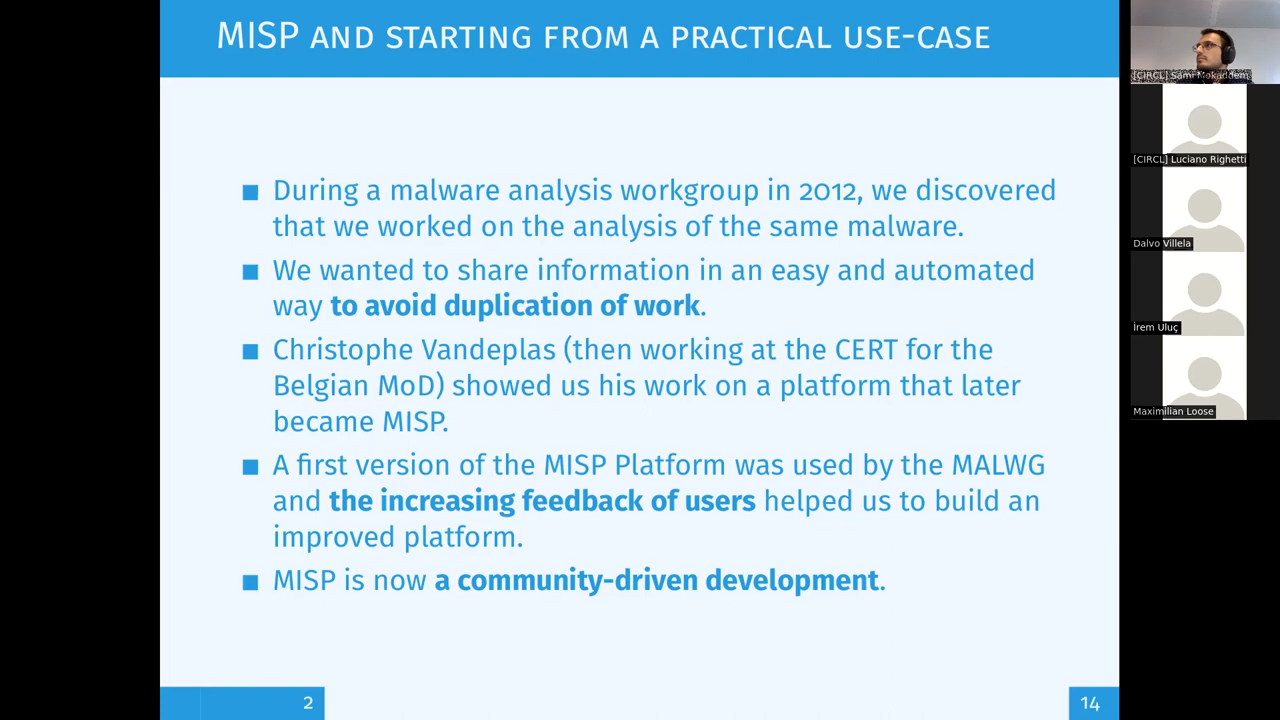 MISP AND STARTING FROM A PRACTICAL USE-CASE
■ During a malware analysis workgroup in 2012, we discovered
that we worked on the analysis of the same malware.
■ We wanted to share information in an easy and automated
way to avoid duplication of work.
■ Christophe Vandeplas (then working at the CERT for the
Belgian MoD) showed us his work on a platform that later
became MISP.
■ A first version of the MISP Platform was used by the MALWG
and the increasing feedback of users helped us to build an
improved platform.
■ MISP is now a community-driven development.
2
14
[CIRCL] Sami Mokaddem
[CIRCL] Luciano Righetti
Dalvo Villela
İrem Uluç
Maximilian Loose